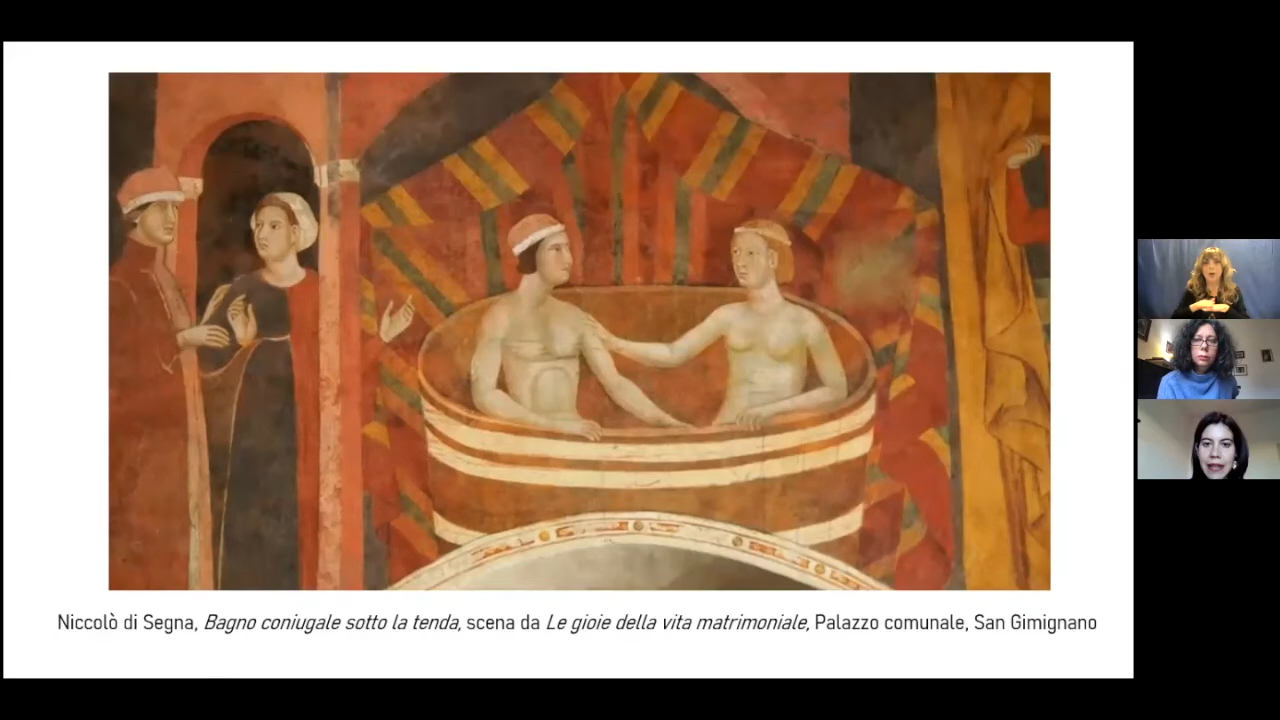 Niccolò di Segna, Bagno coniugale sotto la tenda, scena da Le gioie della vita matrimoniale, Palazzo comunale, San Gimignano